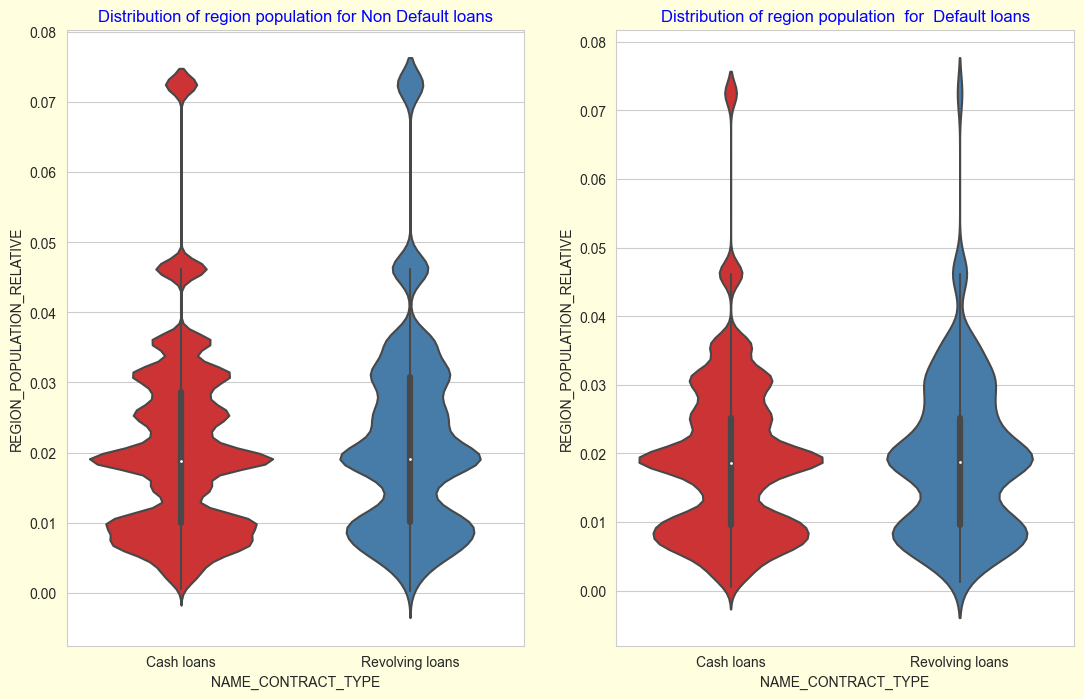 Distribution of region population for Non Default loans
0.08
0.07
0.06
0.05
0.04
0.03
0.02
0.01
0.00
REGION_POPULATION_RELATIVE
Cash loans
Revolving loans
NAME_CONTRACT_TYPE
Distribution of region population  for  Default loans
0.08
0.07
0.06
0.05
0.04
0.03
0.02
0.01
0.00
REGION_POPULATION_RELATIVE
Cash loans
Revolving loans
NAME_CONTRACT_TYPE